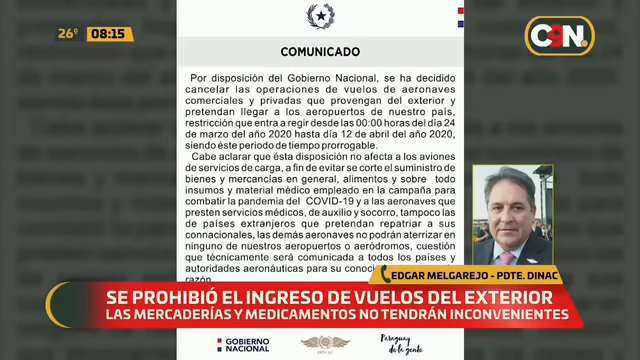 26° 08:15
C9N.
COMUNICADO
Por disposición del Gobierno Nacional, se ha decidido
cancelar las operaciones de vuelos de aeronaves
comerciales y privadas que provengan del exterior y
pretendan llegar a los aeropuertos de nuestro país,
restricción que entra a regir desde las 00:00 horas del día 24
de marzo del año 2020 hasta día 12 de abril del año 2020,
siendo éste periodo de tiempo prorrogable.
Cabe aclarar que ésta disposición no afecta a los aviones
de servicios de carga, a fin de evitar se corte el suministro de
bienes y mercancías en general, alimentos y sobre todo
insumos y material médico empleado en la campaña para
combatir la pandemia del COVID-19 y a las aeronaves que
presten servicios médicos, de auxilio y socorro, tampoco las
de países extranjeros que pretendan repatriar a sus
connacionales, las demás aeronaves no podrán aterrizar en
ninguno de nuestros aeropuertos o aeródromos, cuestión
que técnicamente será comunicada a todos los países y
autoridades aeronáuticas para su conoci
razón.
EDGAR MELGAREJO - PDTE. DINAC
SE PROHIBIÓ EL INGRESO DE VUELOS DEL EXTERIOR
LAS MERCADERÍAS Y MEDICAMENTOS NO TENDRÁN INCONVENIENTES
GOBIERNO
NACIONAL
DINAC
Paraguay
de la gente